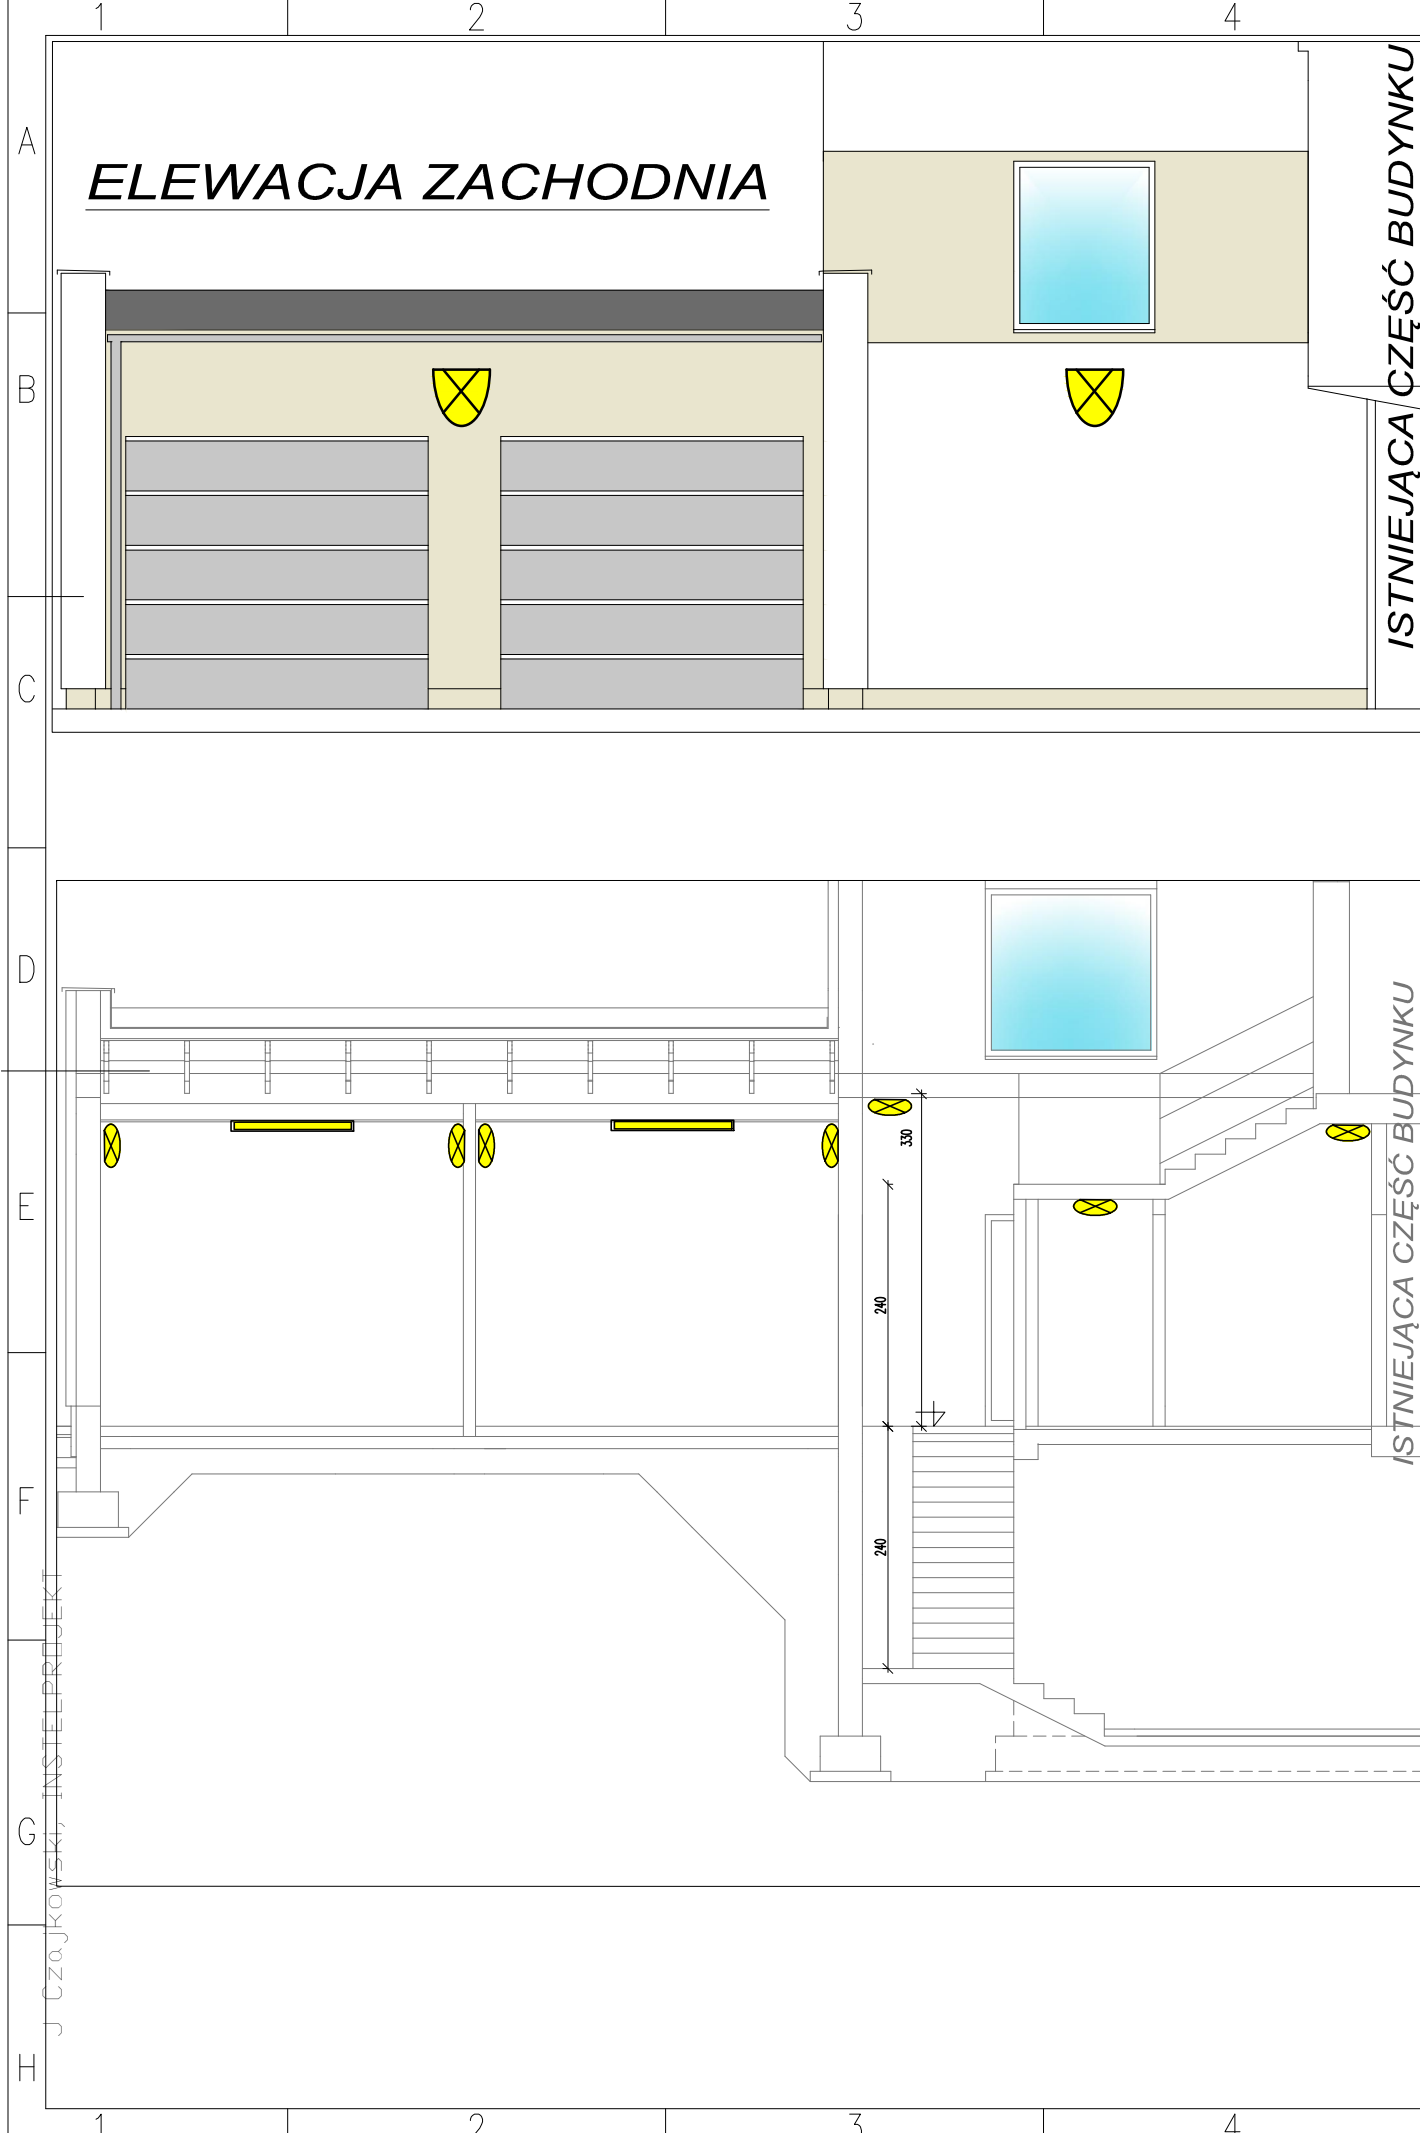 1 2 3 4
A
ELEWACJA ZACHODNIA
ISTNIEJĄCA CZĘŚĆ BUDYNKU
B
C
D
ISTNIEJĄCA CZĘŚĆ BUDYNKU
330
E
240
F
240
J Czajkowski, INSTELPROJEKT
G
H
1 2 3 4